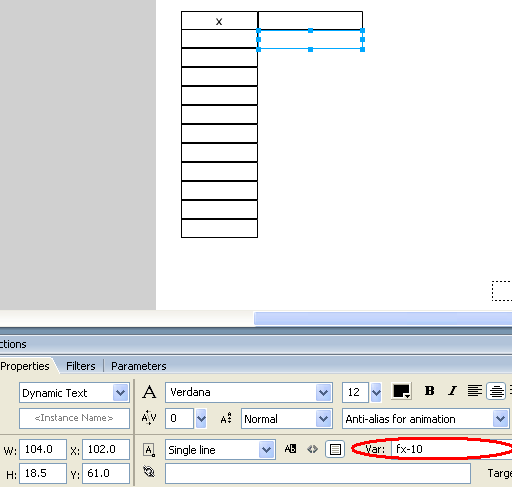 x
ctions
Properties Filters Parameters
Dynamic Text A Verdana 12 B I
<Instance Name> A V 0 Normal Anti-alias for animation
W: 104.0 X: 102.0 A Single line Var: fx-10
H: 18.5 Y: 61.0 Targe